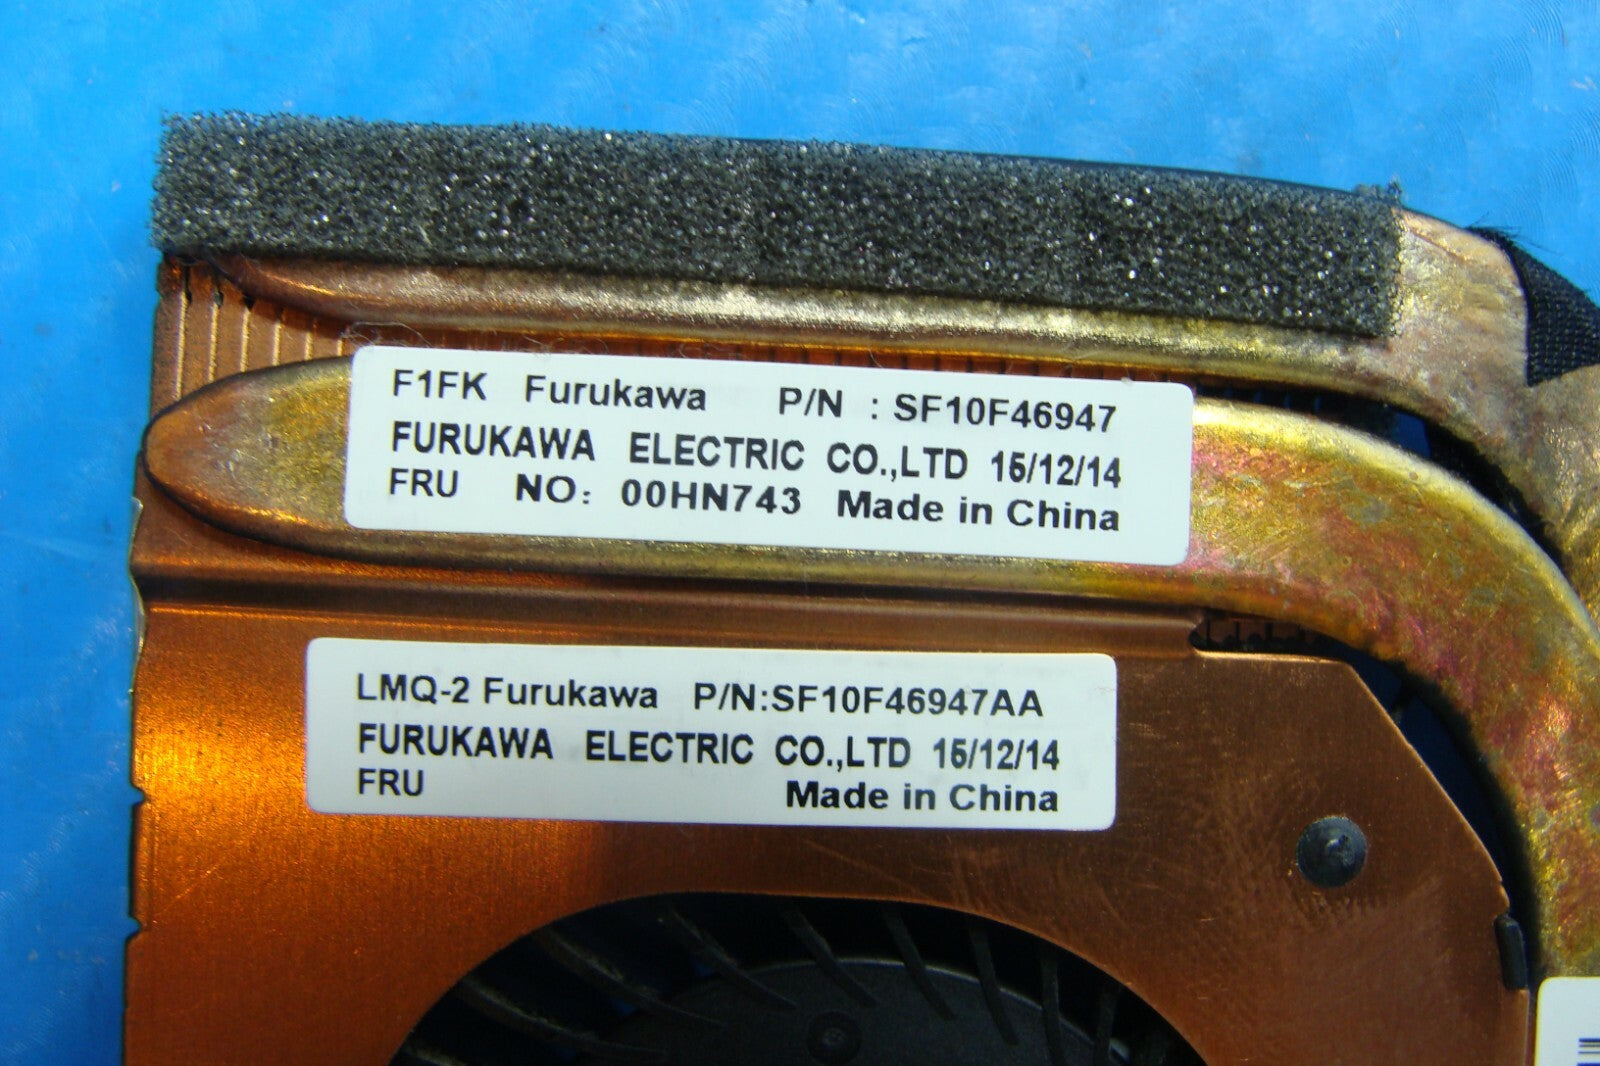 F1FK Furukawa P/N : SF10F46947
FURUKAWA ELECTRIC CO.,LTD 15/12/14
FRU NO: 00HN743 Made in China
LMQ-2 Furukawa P/N:SF10F46947AA
FURUKAWA ELECTRIC CO.,LTD 15/12/14
FRU Made in China